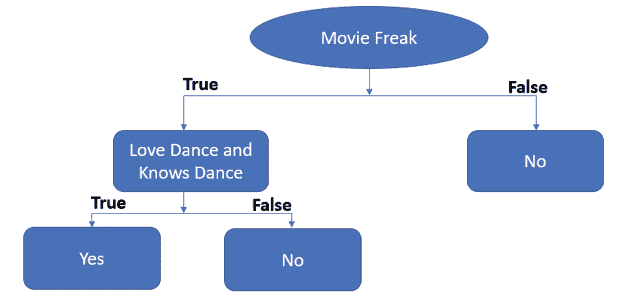 Movie Freak
True
False
Love Dance and
Knows Dance
No
True
False
Yes
No